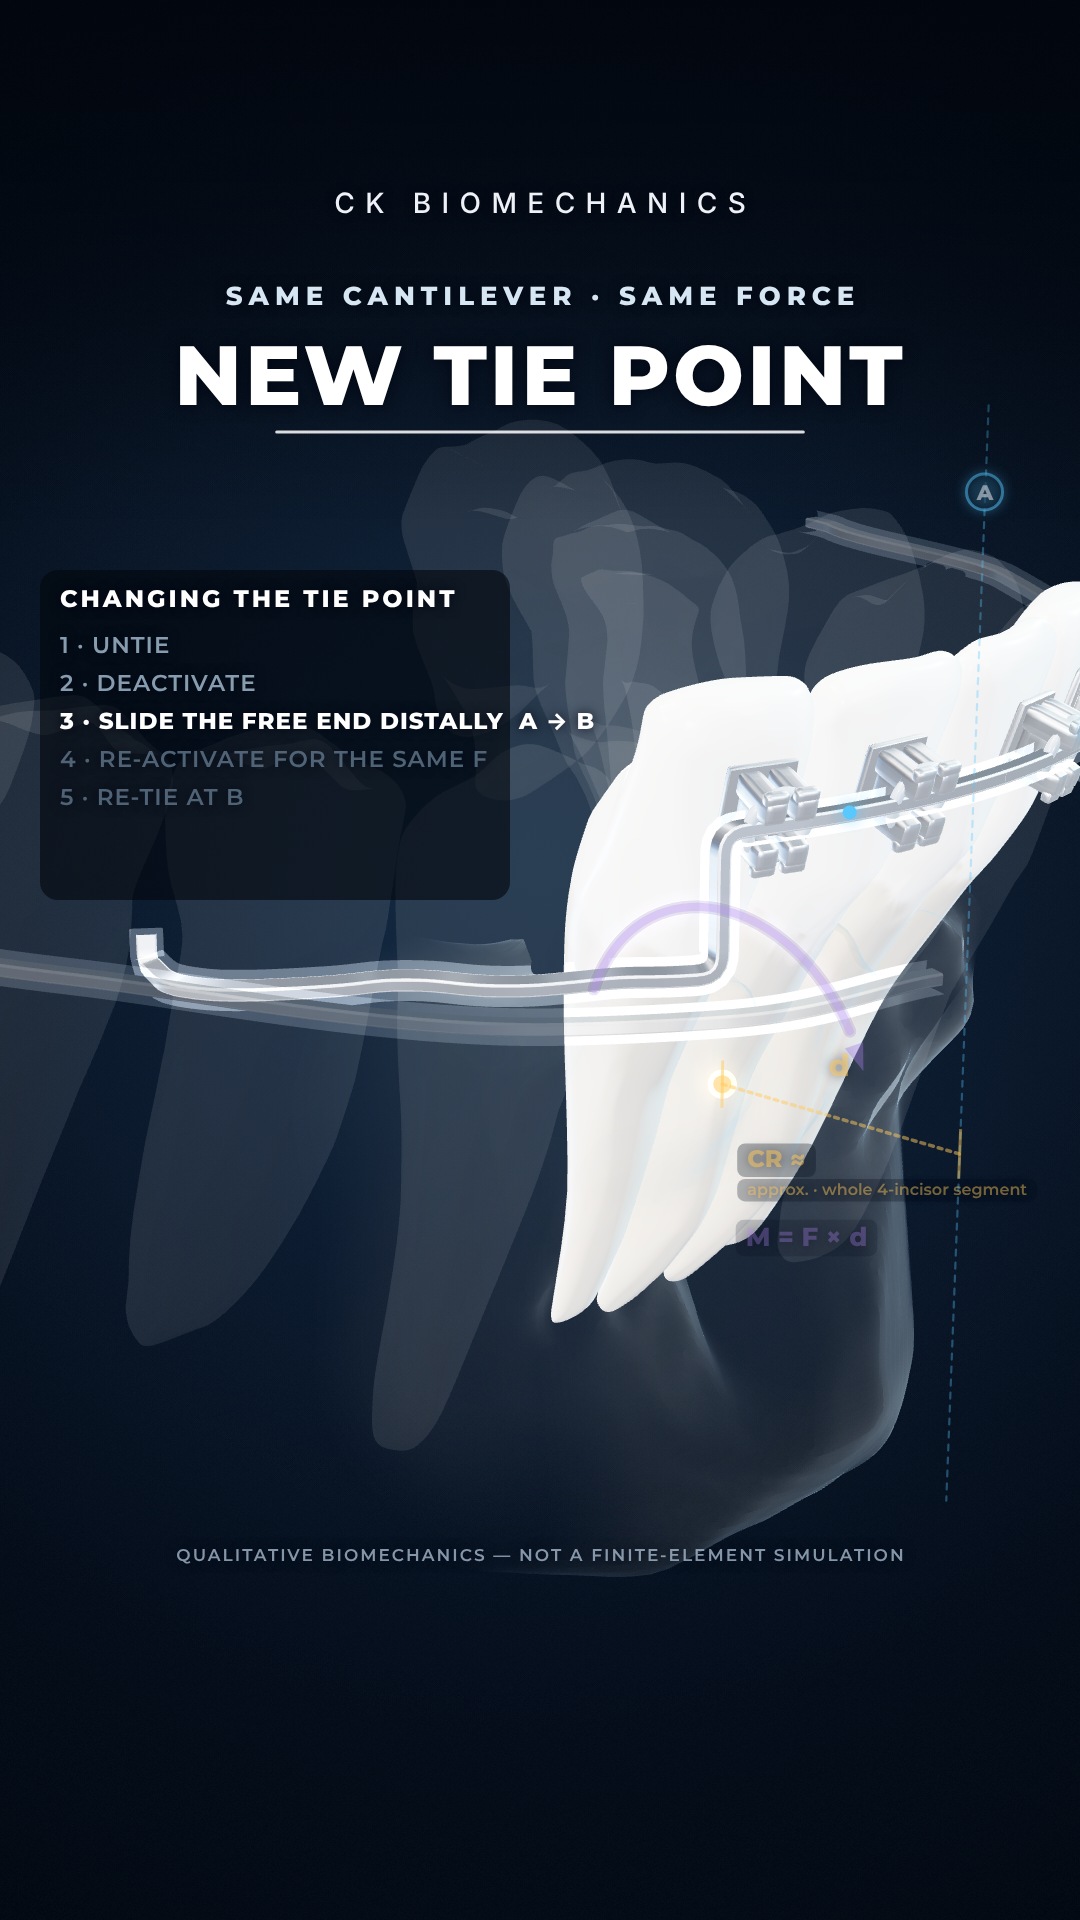 CK BIOMECHANICS
SAME CANTILEVER · SAME FORCE
NEW TIE POINT
A
CHANGING THE TIE POINT
1 · UNTIE
2 · DEACTIVATE
3 · SLIDE THE FREE END DISTALLY A → B
4 · RE-ACTIVATE FOR THE SAME F
5 · RE-TIE AT B
d
CR ≈
approx. · whole 4-incisor segment
M = F × d
QUALITATIVE BIOMECHANICS — NOT A FINITE-ELEMENT SIMULATION